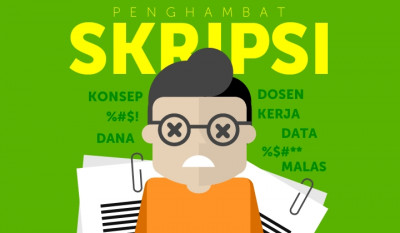 PENGHAMBAT
SKRIPSI
KONSEP
%#$!
DANA
DOSEN
KERJA
DATA
%$#**
MALAS